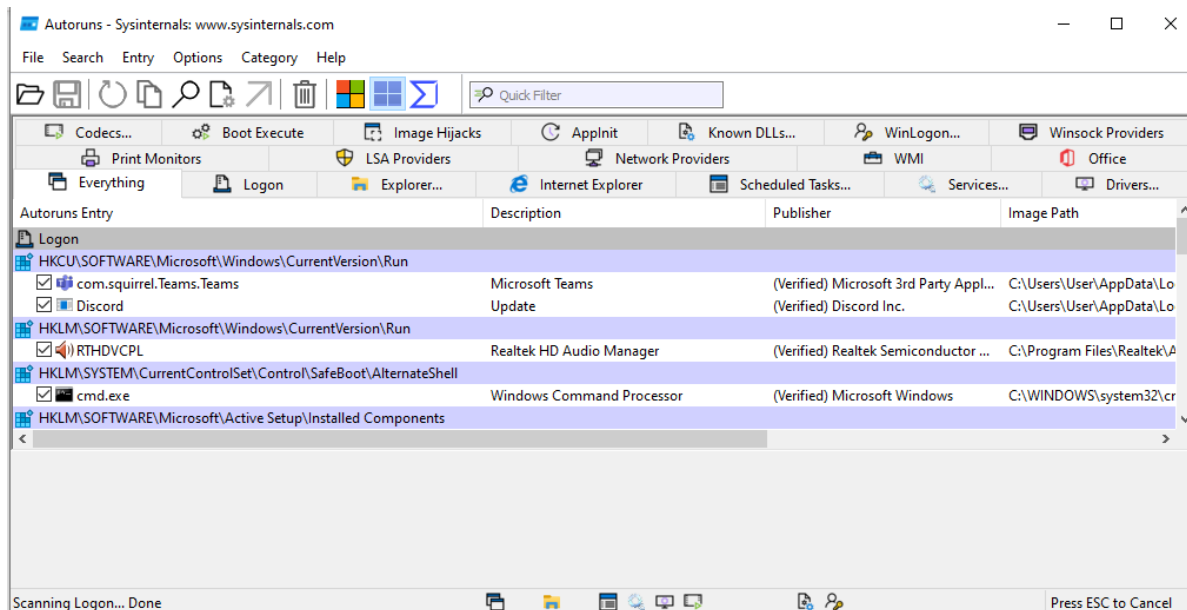 Autoruns - Sysinternals: www.sysinternals.com
File Search Entry Options Category Help
Quick Filter
Codecs... Boot Execute Image Hijacks AppInit Known DLLs... WinLogon... Winsock Providers
Print Monitors LSA Providers Network Providers WMI Office
Everything Logon Explorer... Internet Explorer Scheduled Tasks... Services... Drivers...
Autoruns Entry Description Publisher Image Path
Logon
HKCU\SOFTWARE\Microsoft\Windows\CurrentVersion\Run
com.squirrel.Teams.Teams Microsoft Teams (Verified) Microsoft 3rd Party Appl... C:\Users\User\AppData\Lo
Discord Update (Verified) Discord Inc. C:\Users\User\AppData\Lo
HKLM\SOFTWARE\Microsoft\Windows\CurrentVersion\Run
RTHDVCPL Realtek HD Audio Manager (Verified) Realtek Semiconductor ... C:\Program Files\Realtek\A
HKLM\SYSTEM\CurrentControlSet\Control\SafeBoot\AlternateShell
cmd.exe Windows Command Processor (Verified) Microsoft Windows C:\WINDOWS\system32\cr
HKLM\SOFTWARE\Microsoft\Active Setup\Installed Components
Scanning Logon... Done Press ESC to Cancel